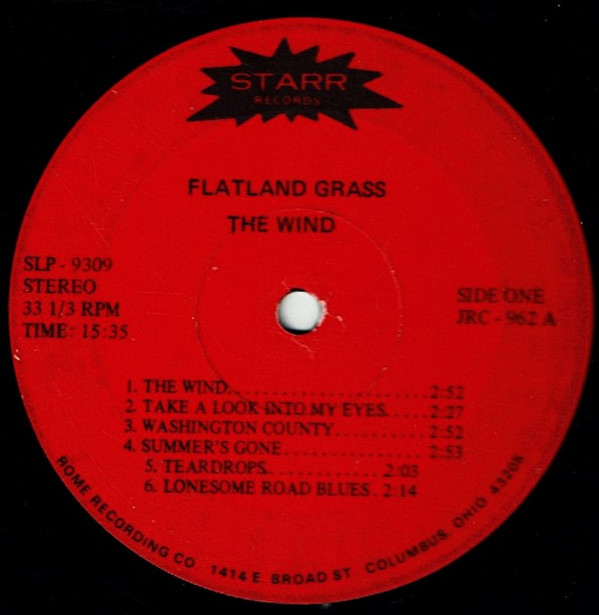 STARR
RECORDS
FLATLAND GRASS
THE WIND
SLP - 9309
STEREO
33 1/3 RPM
TIME: 15:35
SIDE ONE
JRC - 962 A
1. THE WIND. . . . . . . . . . . . . . . . . . . . . . 2:52
2. TAKE A LOOK INTO MY EYES. . . . . 2:27
3. WASHINGTON COUNTY. . . . . . . . . . . 2:52
4. SUMMER'S GONE . . . . . . . . . . . . . . . . . 2:53
5. TEARDROPS. . . . . . . . . . . . . 2:03
6. LONESOME ROAD BLUES . 2:14
ROME RECORDING CO. 1414 E. BROAD ST. COLUMBUS, OHIO 43205